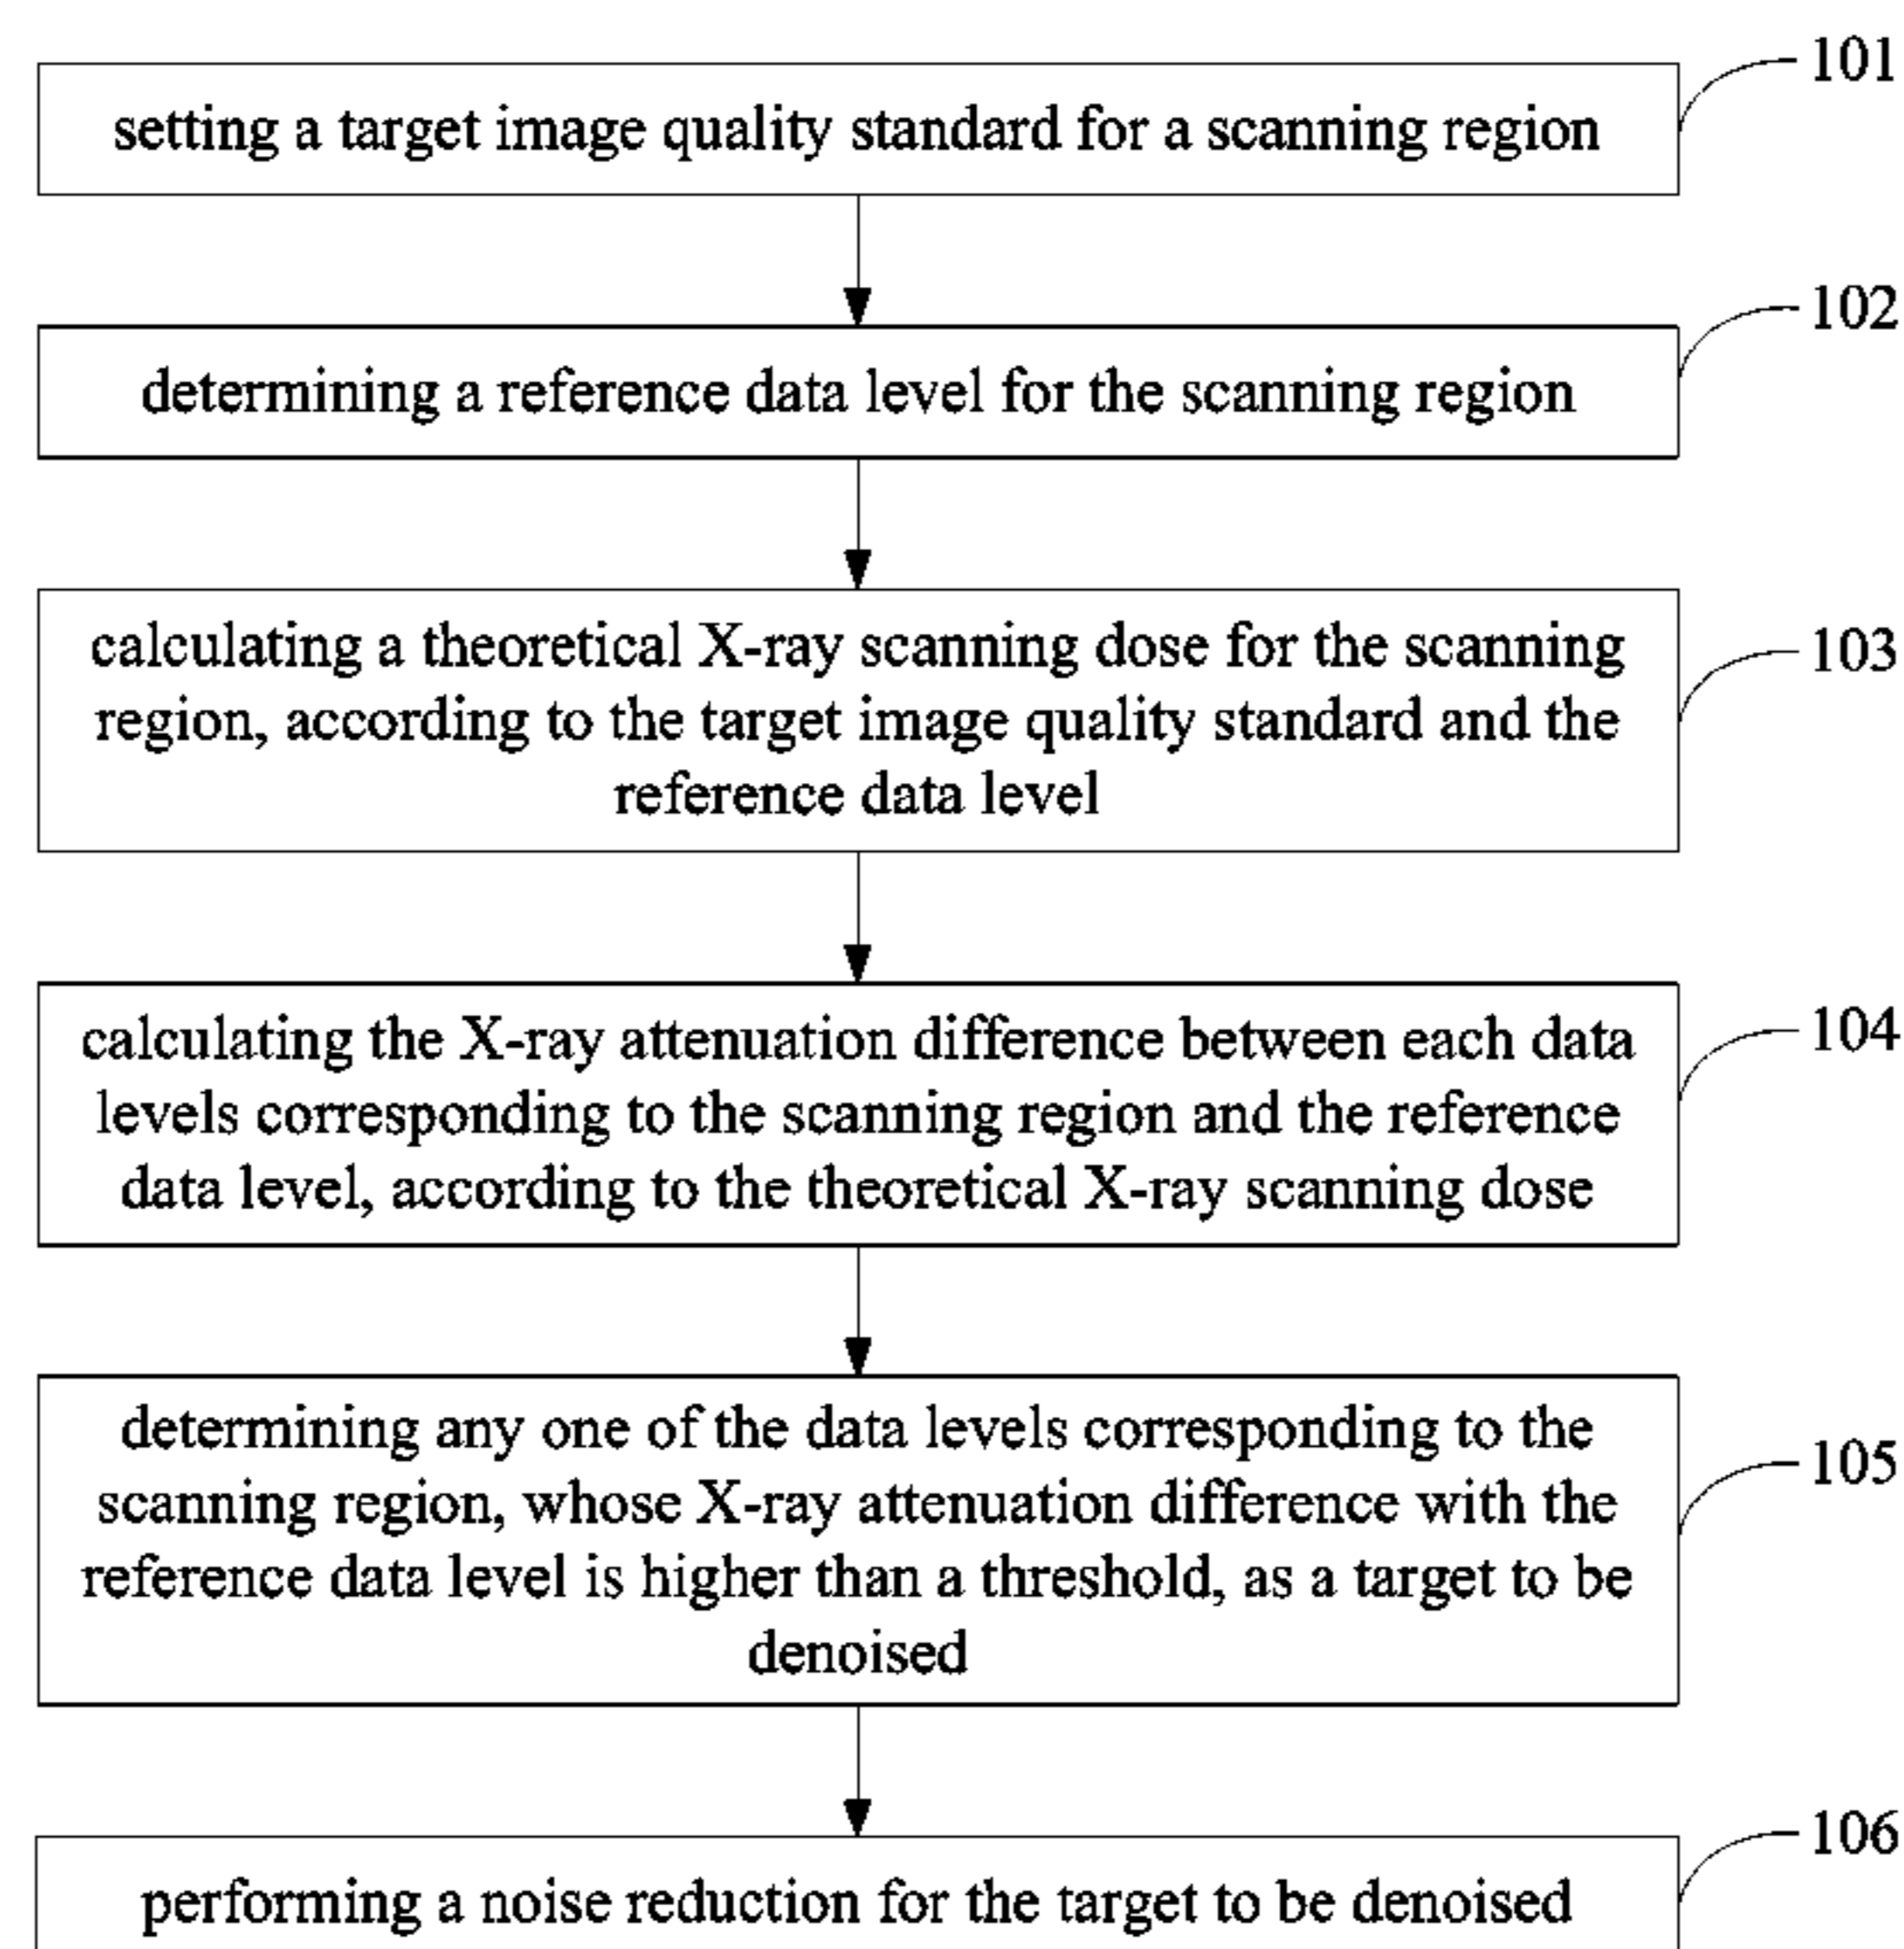 101
setting a target image quality standard for a scanning region
102
determining a reference data level for the scanning region
103
calculating a theoretical X-ray scanning dose for the scanning
region, according to the target image quality standard and the
reference data level
104
calculating the X-ray attenuation difference between each data
levels corresponding to the scanning region and the reference
data level, according to the theoretical X-ray scanning dose
105
determining any one of the data levels corresponding to the
scanning region, whose X-ray attenuation difference with the
reference data level is higher than a threshold, as a target to be
denoised
106
performing a noise reduction for the target to be denoised